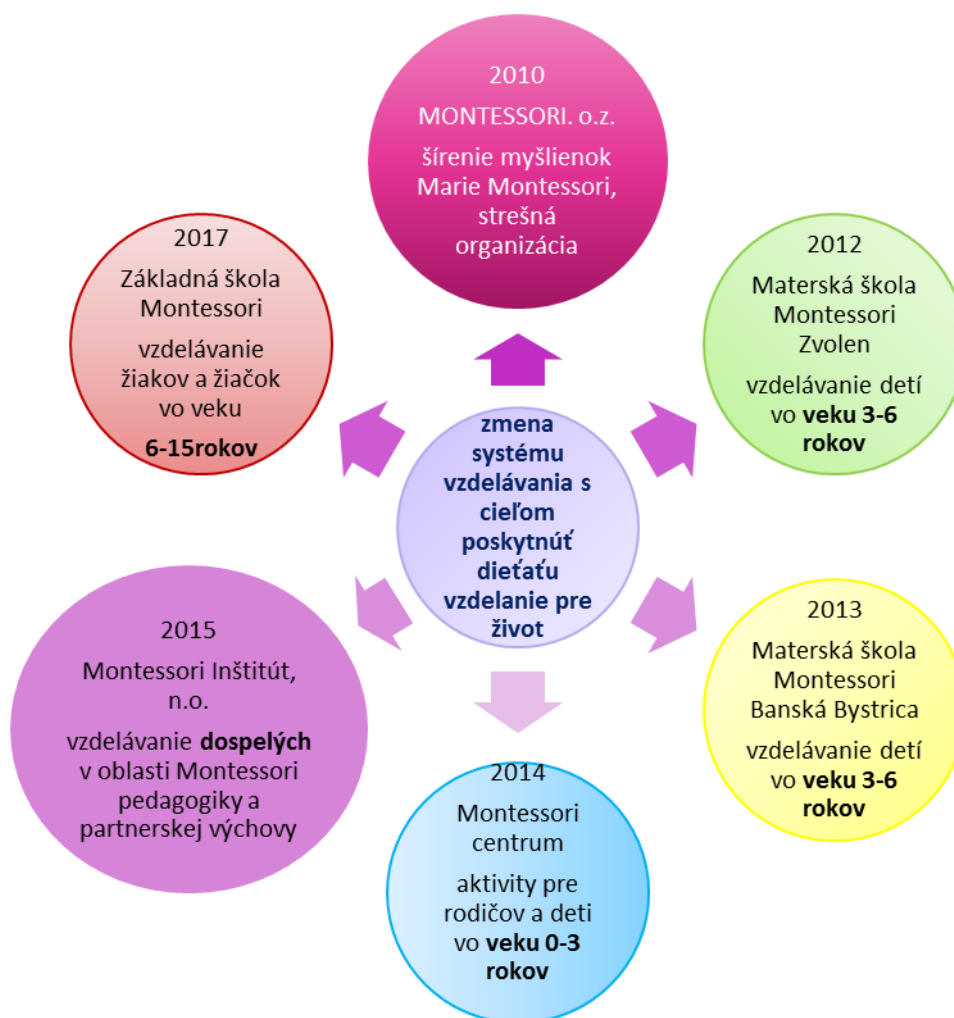 2010
MONTESSORI. o.z.
šírenie myšlienok
Marie Montessori,
strešná
organizácia
2012
Materská škola
Montessori
Zvolen
vzdelávanie detí
vo veku 3-6
rokov
2013
Materská škola
Montessori
Banská Bystrica
vzdelávanie detí
vo veku 3-6
rokov
2014
Montessori
centrum
aktivity pre
rodičov a deti
vo veku 0-3
rokov
2015
Montessori Inštitút,
n.o.
vzdelávanie dospelých
v oblasti Montessori
pedagogiky a
partnerskej výchovy
2017
Základná škola
Montessori
vzdelávanie
žiakov a žiačok
vo veku
6-15rokov
zmena
systému
vzdelávania s
cieľom
poskytnúť
dieťaťu
vzdelanie pre
život